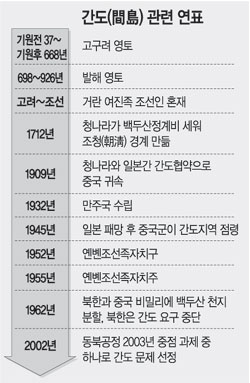 간도(間島) 관련 연표
기원전 37~
기원후 668년
고구려 영토
698~926년
발해 영토
고려~조선
거란 여진족 조선인 혼재
1712년
청나라가 백두산정계비 세워
조청(朝淸) 경계 만듦
1909년
청나라와 일본간 간도협약으로
중국 귀속
1932년
만주국 수립
1945년
일본 패망 후 중국군이 간도지역 점령
1952년
옌볜조선족자치구
1955년
옌볜조선족자치주
1962년
북한과 중국 비밀리에 백두산 천지
분할, 북한은 간도 요구 중단
2002년
동북공정 2003년 중점 과제 중
하나로 간도 문제 선정